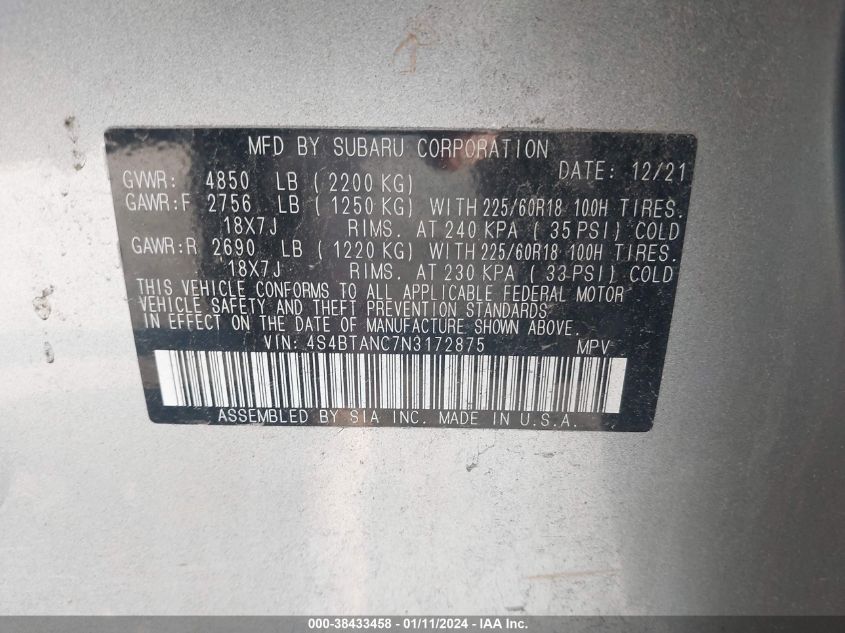 MFD BY SUBARU CORPORATION
DATE: 12/21
GVWR: 4850 LB ( 2200 KG)
GAWR:F 2756 LB ( 1250 KG) WITH 225/60R18 100H TIRES.
18X7J RIMS. AT 240 KPA ( 35 PSI) COLD
GAWR:R 2690 LB ( 1220 KG) WITH 225/60R18 100H TIRES.
18X7J RIMS. AT 230 KPA ( 33 PSI) COLD
THIS VEHICLE CONFORMS TO ALL APPLICABLE FEDERAL MOTOR
VEHICLE SAFETY AND THEFT PREVENTION STANDARDS
IN EFFECT ON THE DATE OF MANUFACTURE SHOWN ABOVE.
VIN: 4S4BTANC7N3172875 MPV
ASSEMBLED BY SIA INC. MADE IN U.S.A.
000-38433458 - 01/11/2024 - IAA Inc.